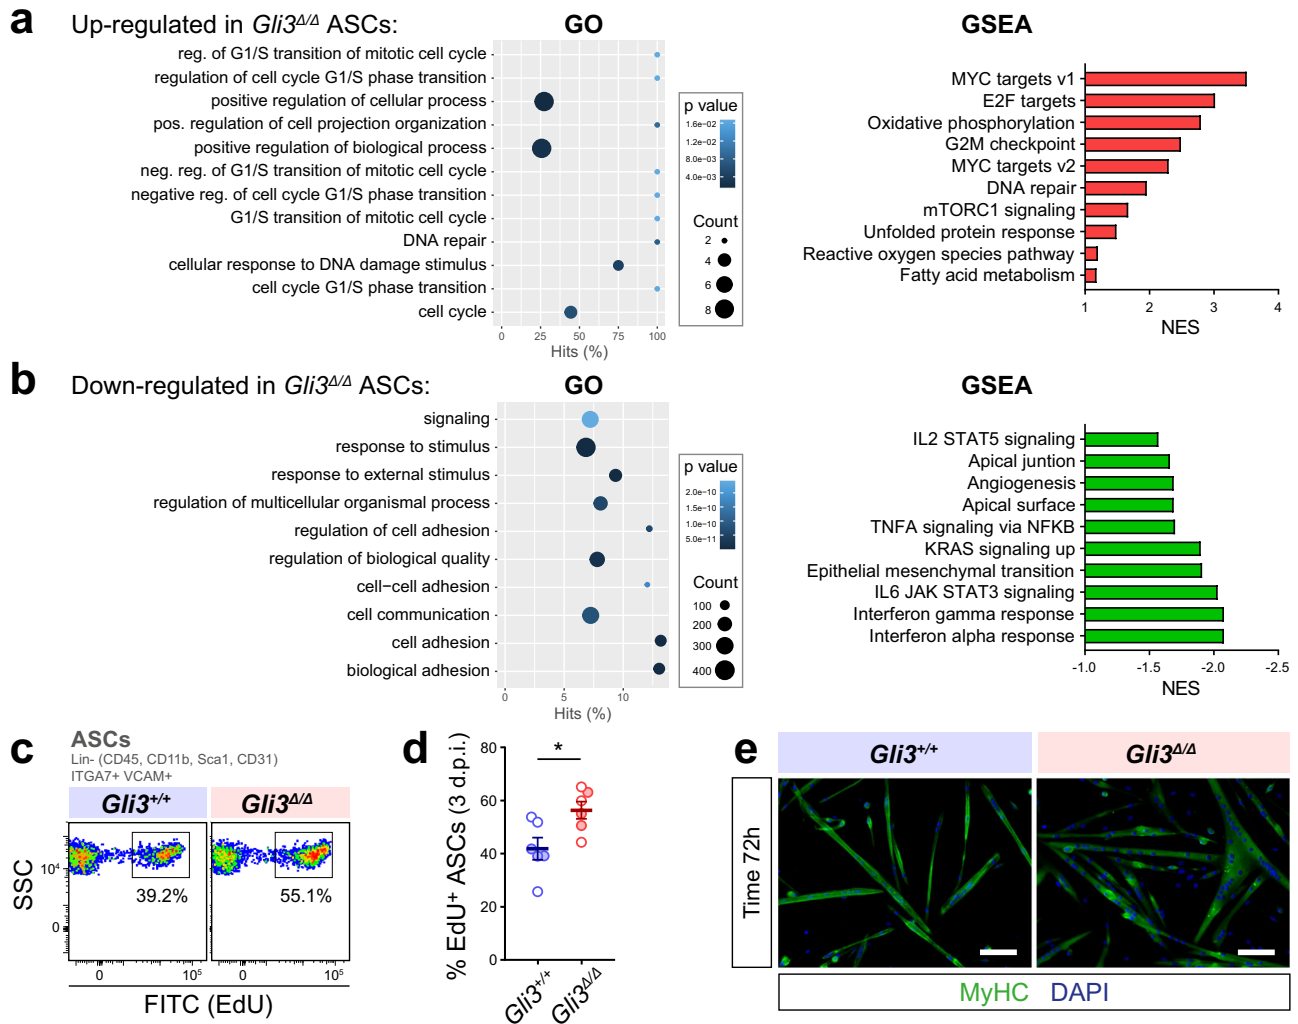 a Up-regulated in Gli3Δ/Δ ASCs: GO GSEA
reg. of G1/S transition of mitotic cell cycle
regulation of cell cycle G1/S phase transition
positive regulation of cellular process
pos. regulation of cell projection organization
positive regulation of biological process
neg. reg. of G1/S transition of mitotic cell cycle
negative reg. of cell cycle G1/S phase transition
G1/S transition of mitotic cell cycle
DNA repair
cellular response to DNA damage stimulus
cell cycle G1/S phase transition
cell cycle
0 25 50 75 100
Hits (%)
p value
1.6e−02
1.2e−02
8.0e−03
4.0e−03
Count
2
4
6
8
MYC targets v1
E2F targets
Oxidative phosphorylation
G2M checkpoint
MYC targets v2
DNA repair
mTORC1 signaling
Unfolded protein response
Reactive oxygen species pathway
Fatty acid metabolism
1 2 3 4
NES
b Down-regulated in Gli3Δ/Δ ASCs: GO GSEA
signaling
response to stimulus
response to external stimulus
regulation of multicellular organismal process
regulation of cell adhesion
regulation of biological quality
cell−cell adhesion
cell communication
cell adhesion
biological adhesion
0 5 10
Hits (%)
p value
2.0e−10
1.5e−10
1.0e−10
5.0e−11
Count
100
200
300
400
IL2 STAT5 signaling
Apical juntion
Angiogenesis
Apical surface
TNFA signaling via NFKB
KRAS signaling up
Epithelial mesenchymal transition
IL6 JAK STAT3 signaling
Interferon gamma response
Interferon alpha response
-1.0 -1.5 -2.0 -2.5
NES
c ASCs
Lin- (CD45, CD11b, Sca1, CD31)
ITGA7+ VCAM+
Gli3+/+ Gli3Δ/Δ
SSC
10⁴
0
39.2% 55.1%
0 10⁵ 0 10⁵
FITC (EdU)
d
% EdU⁺ ASCs (3 d.p.i.)
80
60
40
20
0
*
Gli3+/+ Gli3Δ/Δ
e
Gli3+/+ Gli3Δ/Δ
Time 72h
MyHC DAPI